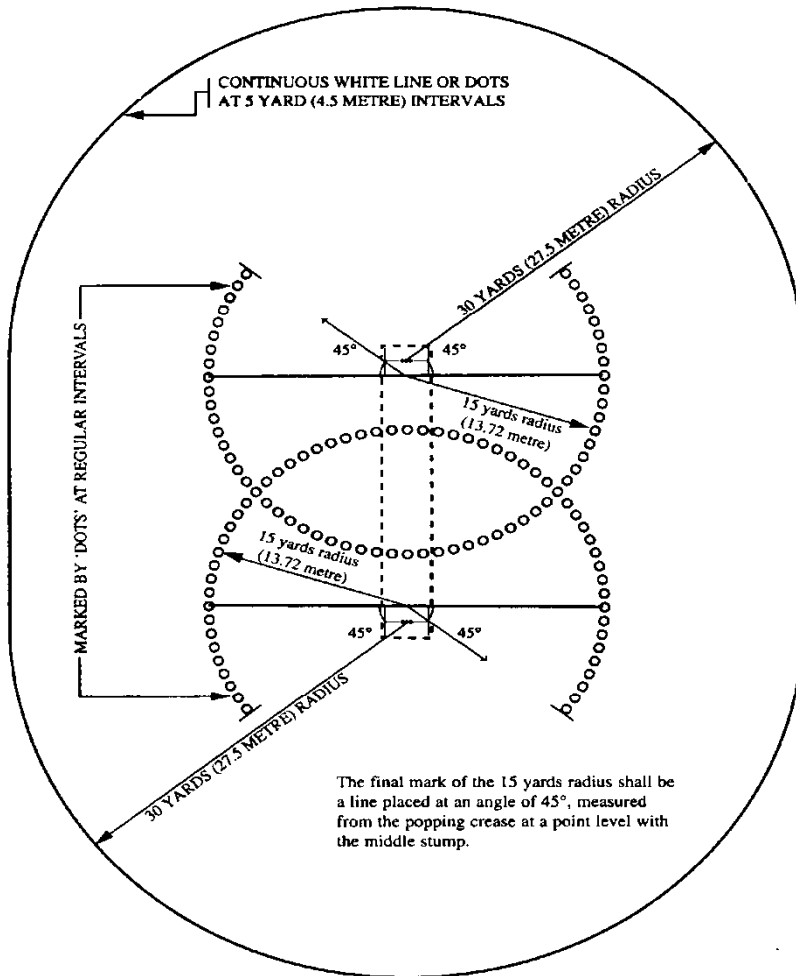 CONTINUOUS WHITE LINE OR DOTS
AT 5 YARD (4.5 METRE) INTERVALS
30 YARDS (27.5 METRE) RADIUS
MARKED BY 'DOTS' AT REGULAR INTERVALS
45°
45°
15 yards radius
(13.72 metre)
15 yards radius
(13.72 metre)
45°
45°
30 YARDS (27.5 METRE) RADIUS
The final mark of the 15 yards radius shall be
a line placed at an angle of 45°, measured
from the popping crease at a point level with
the middle stump.